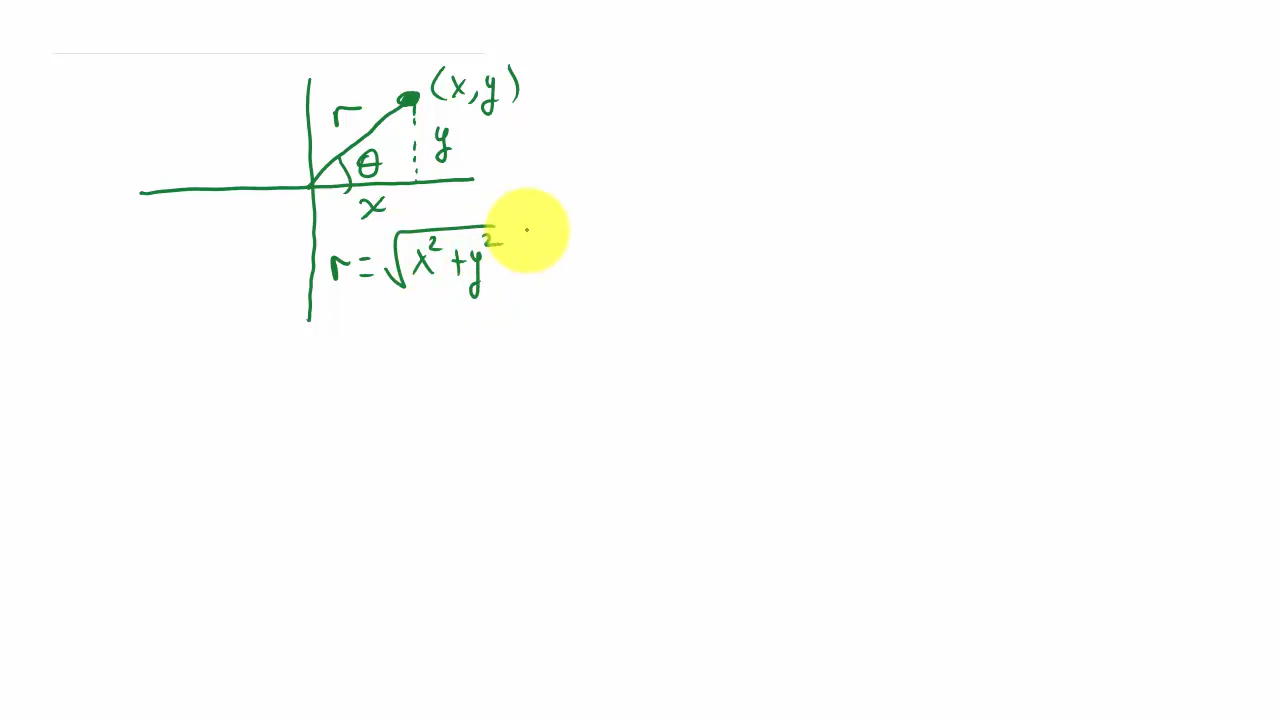 (x,y)
r
y
θ
x
r = √x² + y²